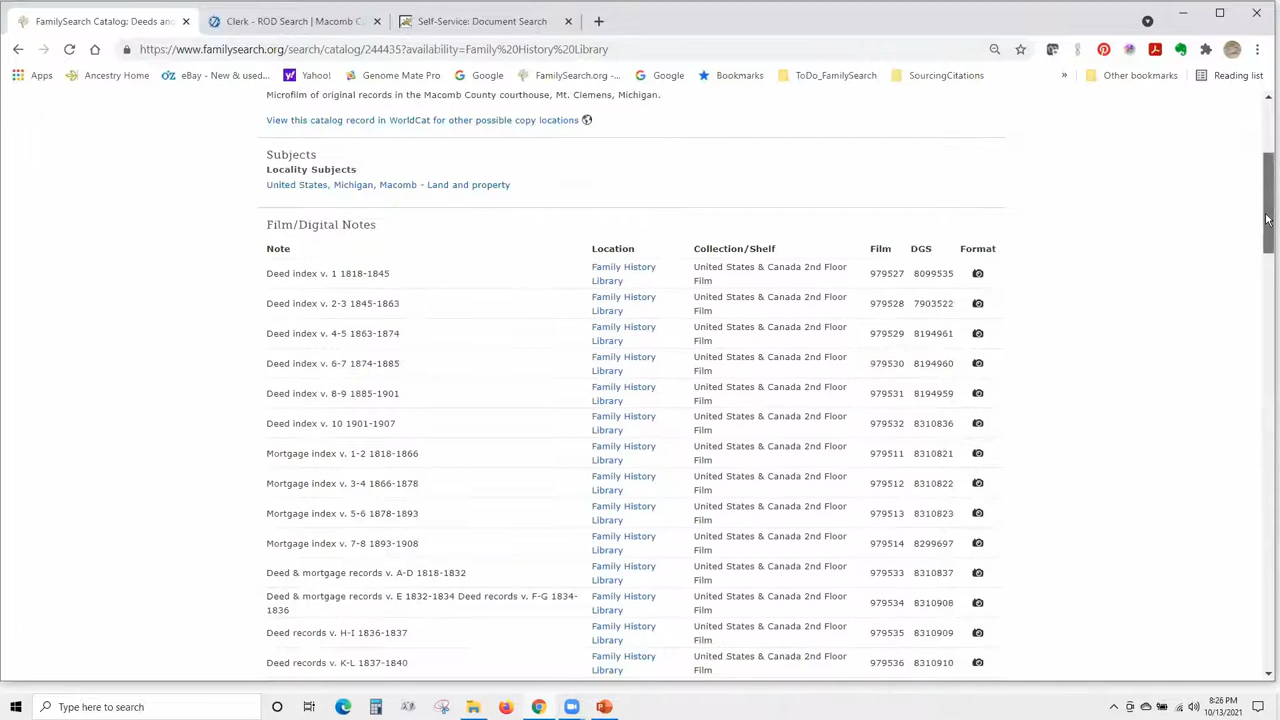 FamilySearch Catalog: Deeds and
Clerk - ROD Search | Macomb C
Self-Service: Document Search
https://www.familysearch.org/search/catalog/244435?availability=Family%20History%20Library
Apps
Ancestry Home
eBay - New & used...
Yahoo!
Genome Mate Pro
Google
FamilySearch.org -...
Google
Bookmarks
ToDo_FamilySearch
SourcingCitations
»
Other bookmarks
Reading list
Microfilm of original records in the Macomb County courthouse, Mt. Clemens, Michigan.
View this catalog record in WorldCat for other possible copy locations
Subjects
Locality Subjects
United States, Michigan, Macomb - Land and property
Film/Digital Notes
Note Location Collection/Shelf Film DGS Format
Deed index v. 1 1818-1845 Family History Library United States & Canada 2nd Floor Film 979527 8099535
Deed index v. 2-3 1845-1863 Family History Library United States & Canada 2nd Floor Film 979528 7903522
Deed index v. 4-5 1863-1874 Family History Library United States & Canada 2nd Floor Film 979529 8194961
Deed index v. 6-7 1874-1885 Family History Library United States & Canada 2nd Floor Film 979530 8194960
Deed index v. 8-9 1885-1901 Family History Library United States & Canada 2nd Floor Film 979531 8194959
Deed index v. 10 1901-1907 Family History Library United States & Canada 2nd Floor Film 979532 8310836
Mortgage index v. 1-2 1818-1866 Family History Library United States & Canada 2nd Floor Film 979511 8310821
Mortgage index v. 3-4 1866-1878 Family History Library United States & Canada 2nd Floor Film 979512 8310822
Mortgage index v. 5-6 1878-1893 Family History Library United States & Canada 2nd Floor Film 979513 8310823
Mortgage index v. 7-8 1893-1908 Family History Library United States & Canada 2nd Floor Film 979514 8299697
Deed & mortgage records v. A-D 1818-1832 Family History Library United States & Canada 2nd Floor Film 979533 8310837
Deed & mortgage records v. E 1832-1834 Deed records v. F-G 1834-1836 Family History Library United States & Canada 2nd Floor Film 979534 8310908
Deed records v. H-I 1836-1837 Family History Library United States & Canada 2nd Floor Film 979535 8310909
Deed records v. K-L 1837-1840 Family History Library United States & Canada 2nd Floor Film 979536 8310910
Type here to search
8:26 PM
10/13/2021